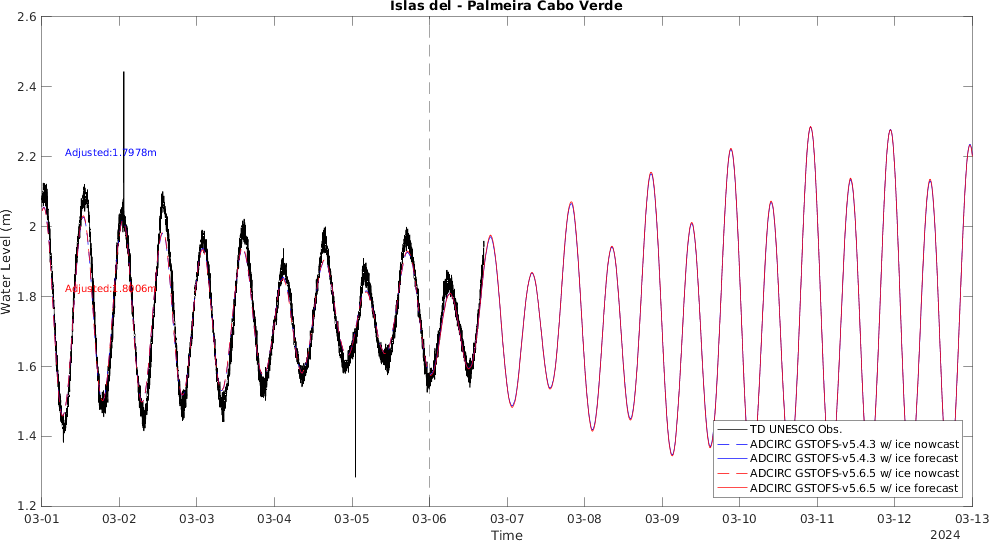 Islas del - Palmeira Cabo Verde
Water Level (m)
2.6
2.4
2.2
2
1.8
1.6
1.4
1.2
Adjusted:1.7978m
Adjusted:1.8006m
TD UNESCO Obs.
ADCIRC GSTOFS-v5.4.3 w/ ice nowcast
ADCIRC GSTOFS-v5.4.3 w/ ice forecast
ADCIRC GSTOFS-v5.6.5 w/ ice nowcast
ADCIRC GSTOFS-v5.6.5 w/ ice forecast
03-01 03-02 03-03 03-04 03-05 03-06 03-07 03-08 03-09 03-10 03-11 03-12 03-13
Time
2024